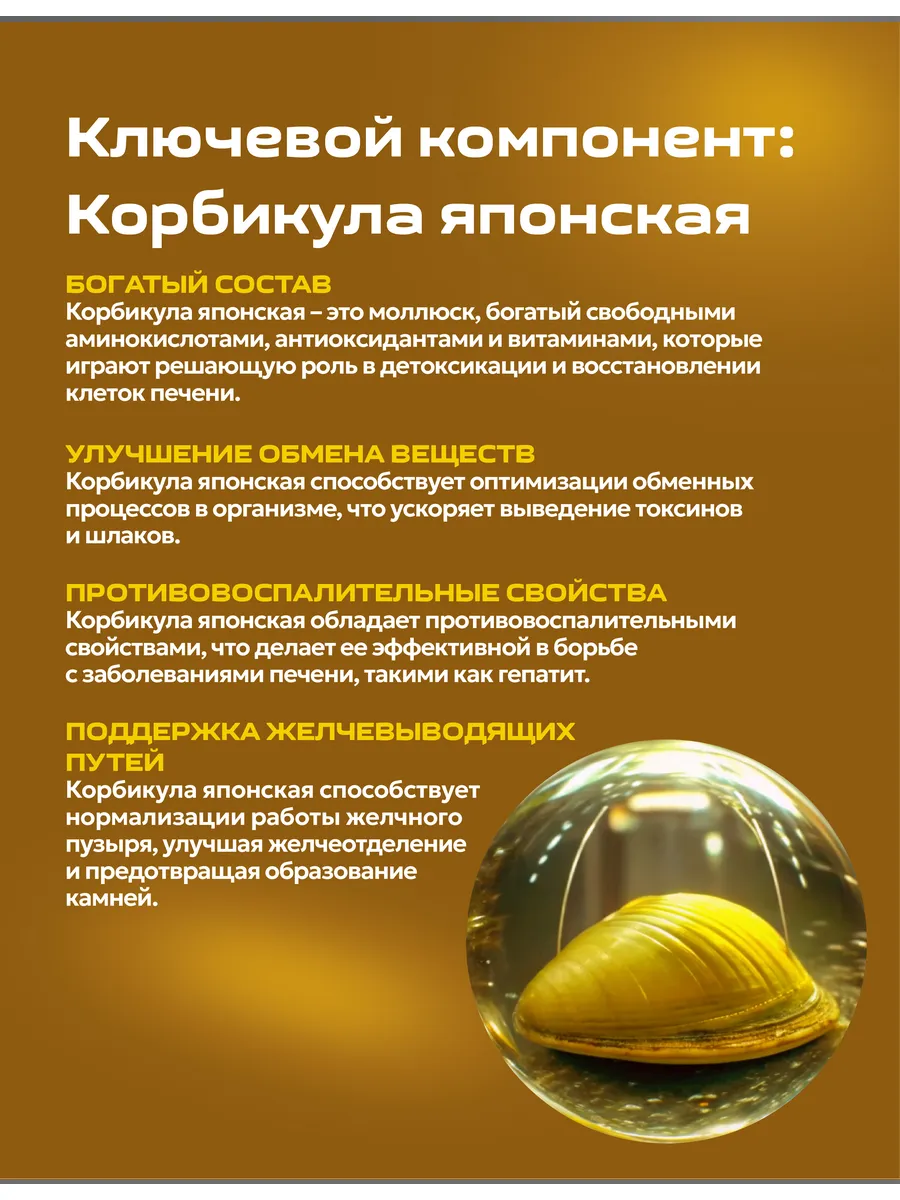 Ключевой компонент:
Корбикула японская
БОГАТЫЙ СОСТАВ
Корбикула японская – это моллюск, богатый свободными
аминокислотами, антиоксидантами и витаминами, которые
играют решающую роль в детоксикации и восстановлении
клеток печени.
УЛУЧШЕНИЕ ОБМЕНА ВЕЩЕСТВ
Корбикула японская способствует оптимизации обменных
процессов в организме, что ускоряет выведение токсинов
и шлаков.
ПРОТИВОВОСПАЛИТЕЛЬНЫЕ СВОЙСТВА
Корбикула японская обладает противовоспалительными
свойствами, что делает ее эффективной в борьбе
с заболеваниями печени, такими как гепатит.
ПОДДЕРЖКА ЖЕЛЧЕВЫВОДЯЩИХ
ПУТЕЙ
Корбикула японская способствует
нормализации работы желчного
пузыря, улучшая желчеотделение
и предотвращая образование
камней.